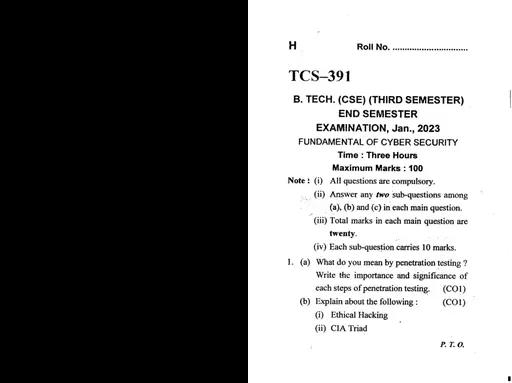 H Roll No. ..............................
TCS–391
B. TECH. (CSE) (THIRD SEMESTER)
END SEMESTER
EXAMINATION, Jan., 2023
FUNDAMENTAL OF CYBER SECURITY
Time : Three Hours
Maximum Marks : 100
Note : (i) All questions are compulsory.
(ii) Answer any two sub-questions among
(a), (b) and (c) in each main question.
(iii) Total marks in each main question are
twenty.
(iv) Each sub-question carries 10 marks.
1. (a) What do you mean by penetration testing ?
Write the importance and significance of
each steps of penetration testing. (CO1)
(b) Explain about the following : (CO1)
(i) Ethical Hacking
(ii) CIA Triad
P. T. O.